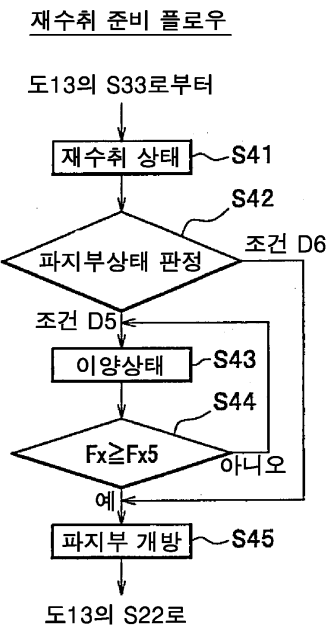 재수취 준비 플로우
도13의 S33로부터
재수취 상태 S41
S42
파지부상태 판정
조건 D6
조건 D5
이양상태 S43
S44
Fx≧Fx5
아니오
예
파지부 개방 S45
도13의 S22로